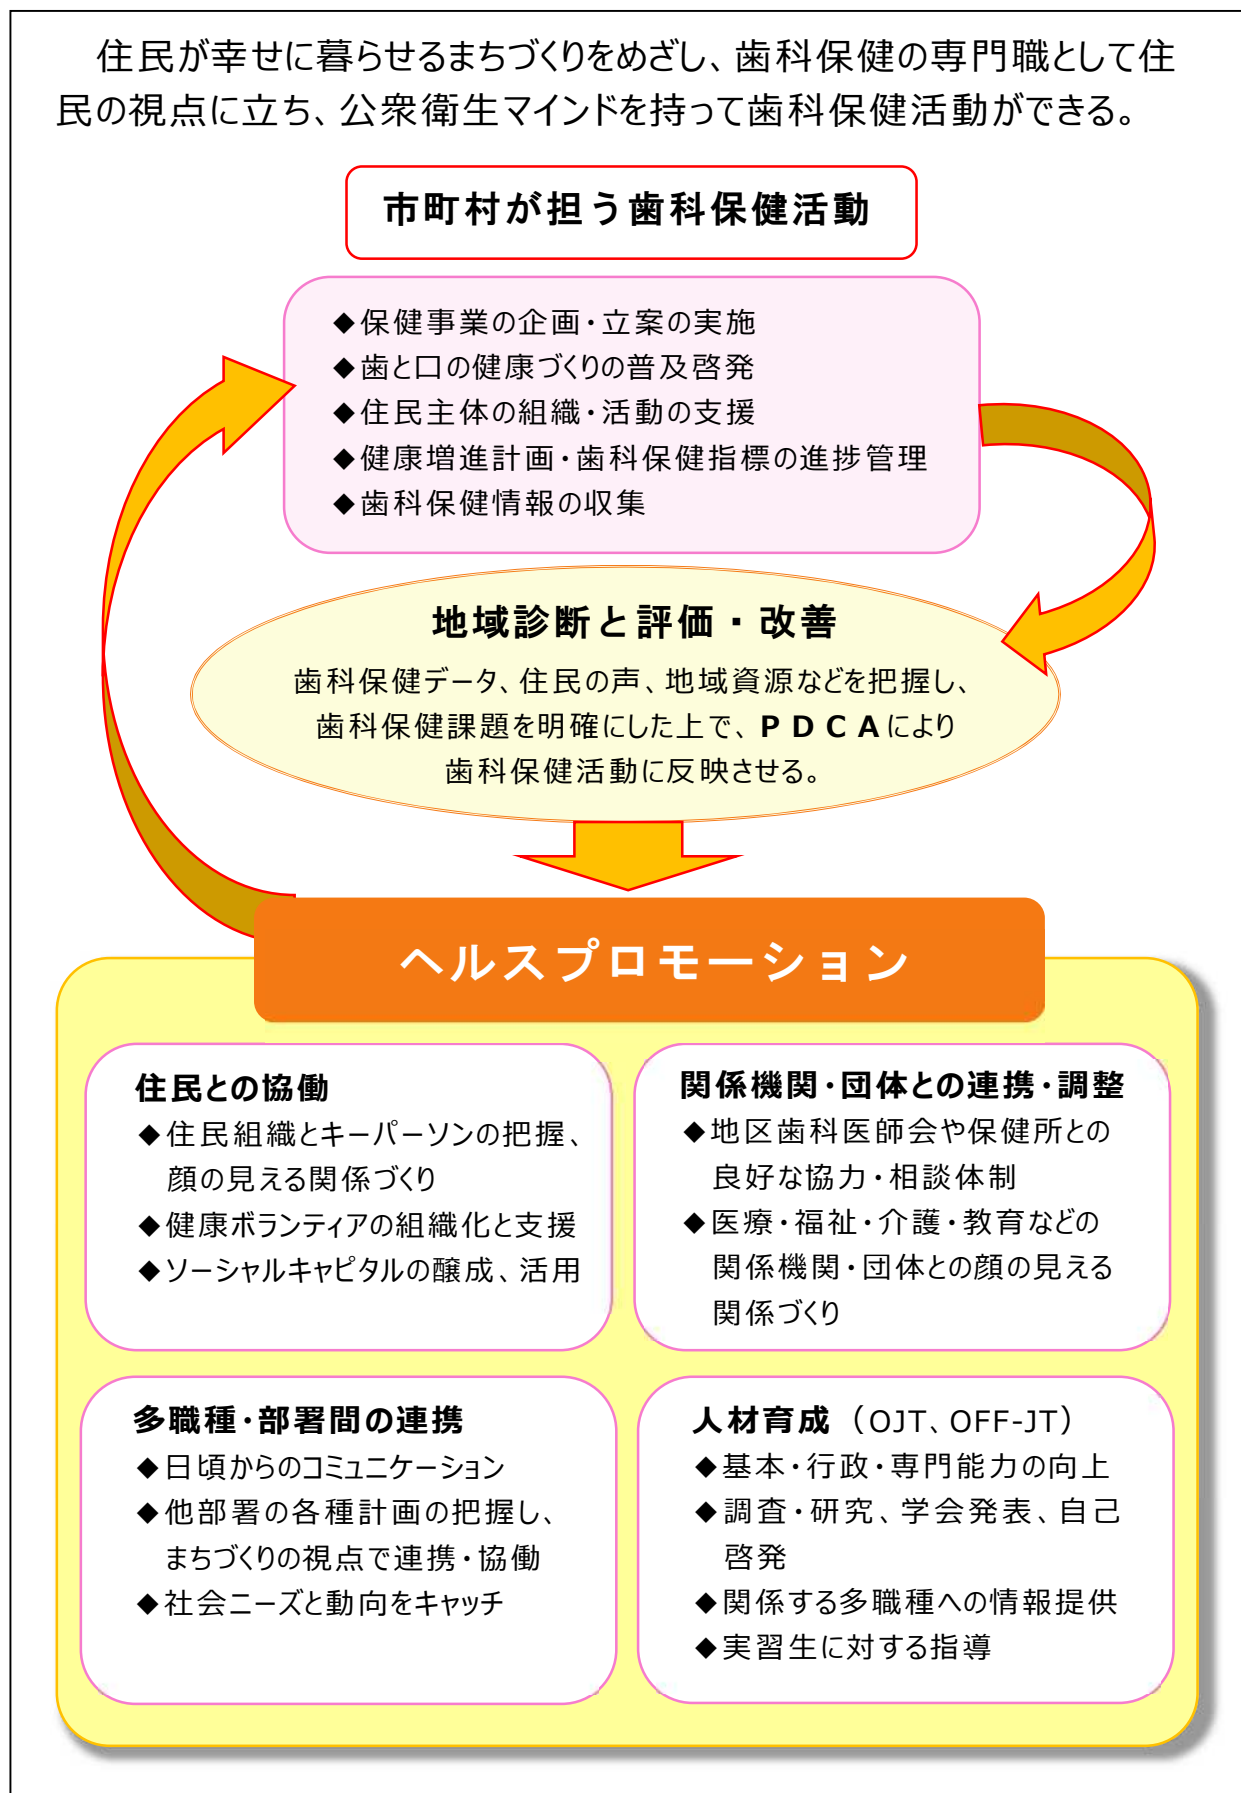 住民が幸せに暮らせるまちづくりをめざし、歯科保健の専門職として住
民の視点に立ち、公衆衛生マインドを持って歯科保健活動ができる。
市町村が担う歯科保健活動
◆保健事業の企画・立案の実施
◆歯と口の健康づくりの普及啓発
◆住民主体の組織・活動の支援
◆健康増進計画・歯科保健指標の進捗管理
◆歯科保健情報の収集
地域診断と評価・改善
歯科保健データ、住民の声、地域資源などを把握し、
歯科保健課題を明確にした上で、ＰＤＣＡにより
歯科保健活動に反映させる。
ヘルスプロモーション
住民との協働
◆住民組織とキーパーソンの把握、
顔の見える関係づくり
◆健康ボランティアの組織化と支援
◆ソーシャルキャピタルの醸成、活用
関係機関・団体との連携・調整
◆地区歯科医師会や保健所との
良好な協力・相談体制
◆医療・福祉・介護・教育などの
関係機関・団体との顔の見える
関係づくり
多職種・部署間の連携
◆日頃からのコミュニケーション
◆他部署の各種計画の把握し、
まちづくりの視点で連携・協働
◆社会ニーズと動向をキャッチ
人材育成（OJT、OFF-JT）
◆基本・行政・専門能力の向上
◆調査・研究、学会発表、自己
啓発
◆関係する多職種への情報提供
◆実習生に対する指導